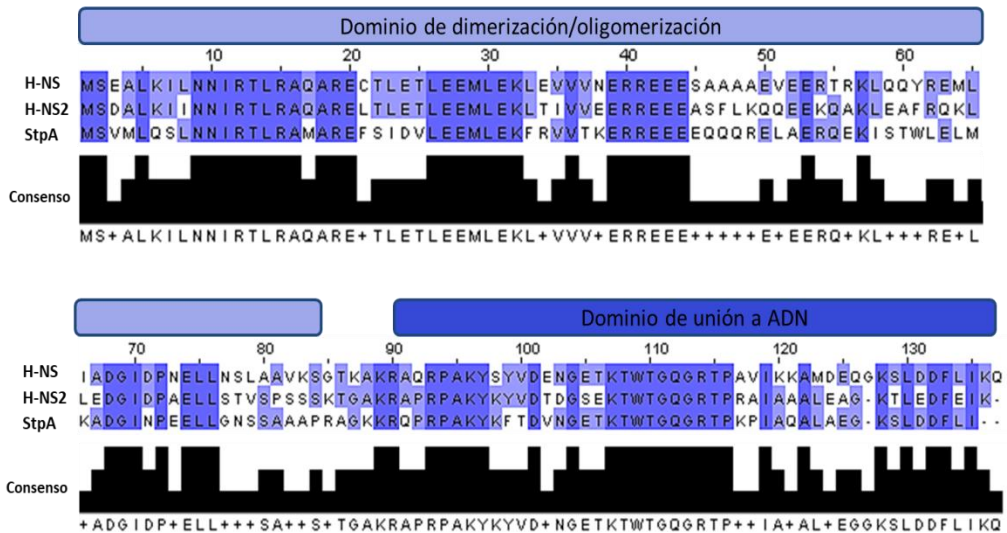 Dominio de dimerización/oligomerización
10 20 30 40 50 60
H-NS MSEALKILNNIRTLRAQARECTLETLEEMLEKLEVVVNERREEESAAAAEVEERTRKLQQYREML
H-NS2 MSDALKIINNIRTLRAQARELTLETLEEMLEKLTIVVNERREEEASFLKQQEEKQAKLEAFRQKL
StpA MSVMLQSLNNIRTLRAMAREFSIDVLEEMLEKFRVVTKERREEEEQQQRELAERQEKISTWLELM
Consenso
MS+ALKILNNIRTLRAQARE+TLETLEEMLEKL+VVV+ERREEE+++++E+EERQ+KL+++RE+L
Dominio de unión a ADN
70 80 90 100 110 120 130
H-NS IADGIDPNELLNSLAAVKSGTKAKRAQRPAKYSYVDENGETKTWTGQGRTPAVIKKAMDEQGKSLDDFLIKQ
H-NS2 LEDGIDPAELLSTVSPSSSKTGAKRAPRPAKYKYVDTDGSEKTWTGQGRTPRAIAAALEAG-KTLEDFEIK-
StpA KADGINPEELLGNSSAAAPRAGKKRQPRPAKYKFTDVNGETKTWTGQGRTPKPIAQALAEG-KSLDDFLI--
Consenso
+ADGIDP+ELL+++SA++S+TGAKRAPRPAKYKYVD+NGETKTWTGQGRTP++IA+AL+EGGKSLDDFLIKQ